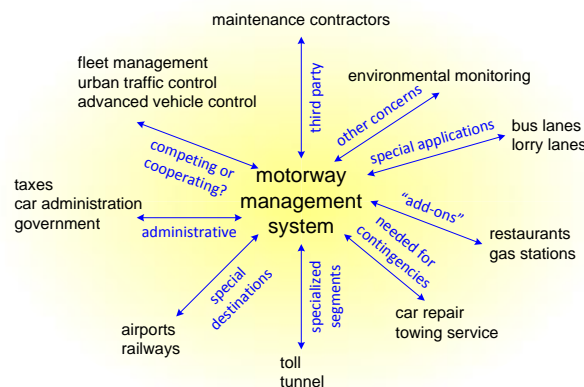 maintenance contractors
fleet management
urban traffic control
advanced vehicle control
third party
environmental monitoring
other concerns
special applications
bus lanes
lorry lanes
competing or
cooperating?
motorway
management
system
taxes
car administration
government
administrative
“add-ons”
restaurants
gas stations
needed for
contingencies
special
destinations
specialized
segments
car repair
towing service
airports
railways
toll
tunnel